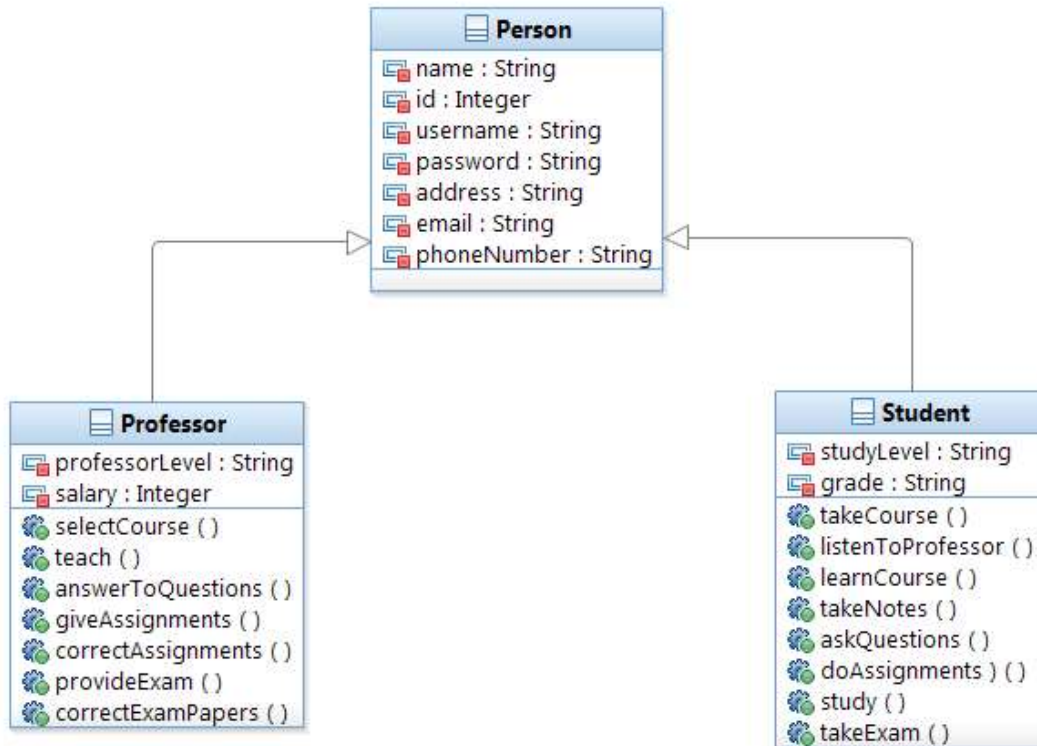 Person
name : String
id : Integer
username : String
password : String
address : String
email : String
phoneNumber : String
Professor
professorLevel : String
salary : Integer
selectCourse ( )
teach ( )
answerToQuestions ( )
giveAssignments ( )
correctAssignments ( )
provideExam ( )
correctExamPapers ( )
Student
studyLevel : String
grade : String
takeCourse ( )
listenToProfessor ( )
learnCourse ( )
takeNotes ( )
askQuestions ( )
doAssignments ) ( )
study ( )
takeExam ( )